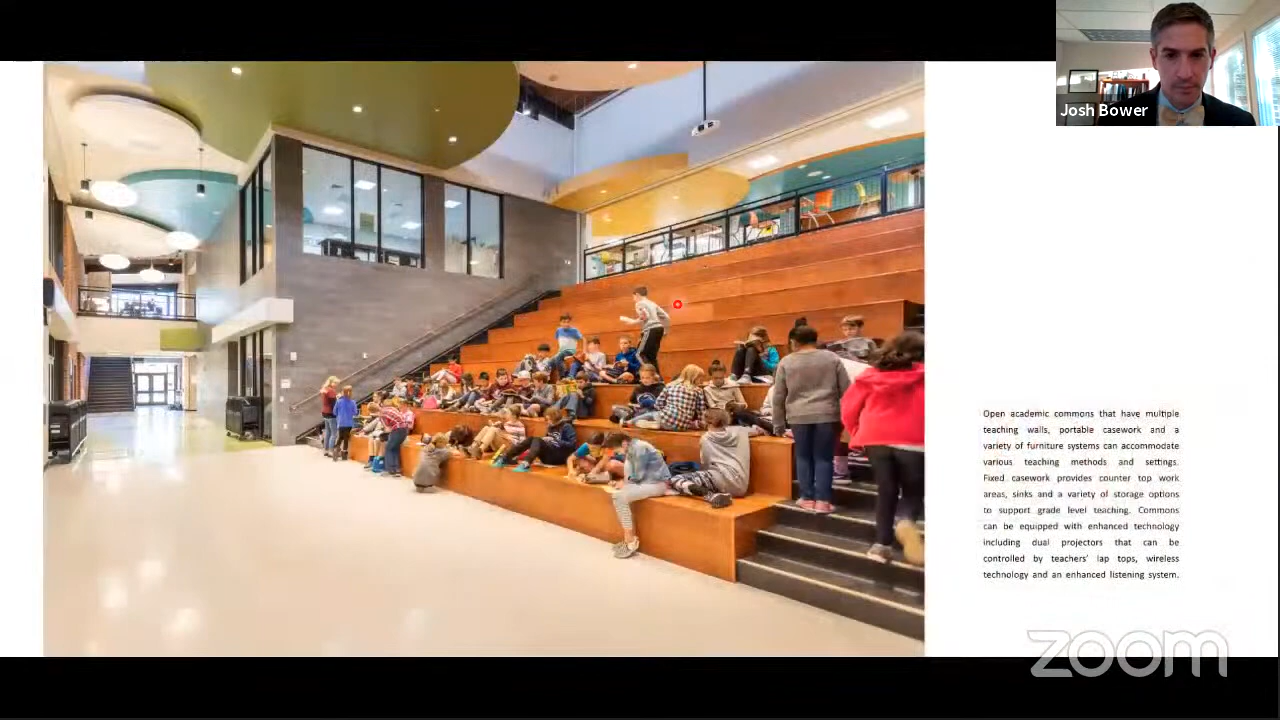 Josh Bower
Open academic commons that have multiple
teaching walls, portable casework and a
variety of furniture systems can accommodate
various teaching methods and settings.
Fixed casework provides counter top work
areas, sinks and a variety of storage options
to support grade level teaching. Commons
can be equipped with enhanced technology
including dual projectors that can be
controlled by teachers' lap tops, wireless
technology and an enhanced listening system.
zoom